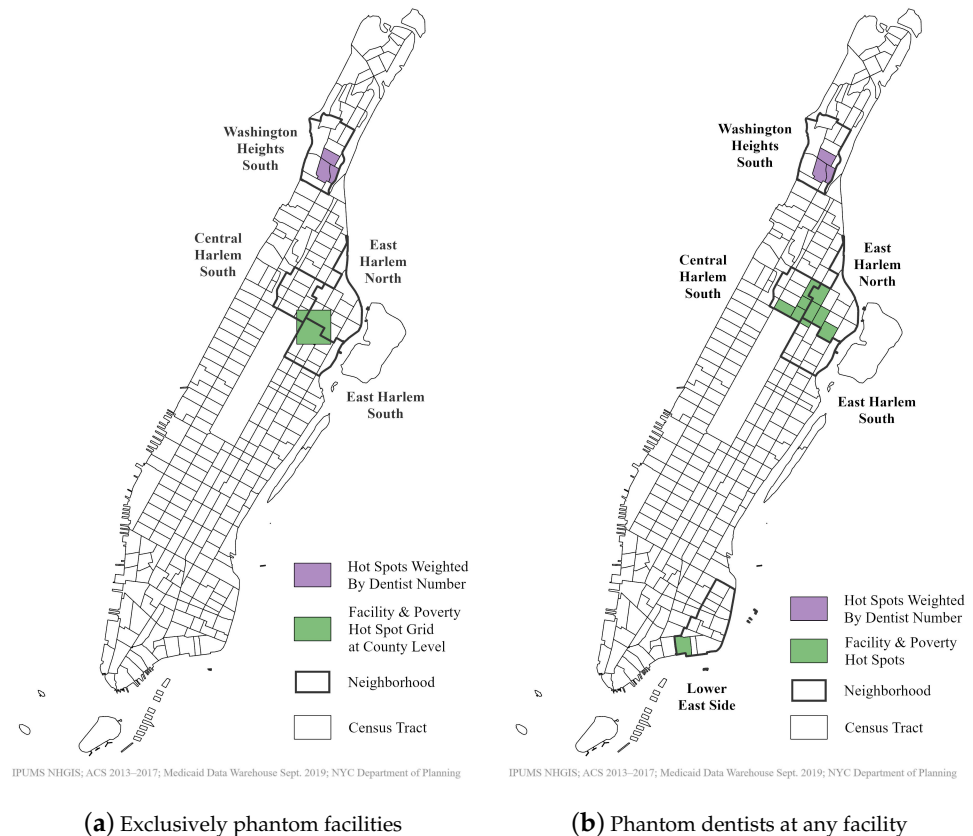 Washington
Heights
South
Central
Harlem
South
East
Harlem
North
East Harlem
South
Hot Spots Weighted
By Dentist Number
Facility & Poverty
Hot Spot Grid
at County Level
Neighborhood
Census Tract
IPUMS NHGIS; ACS 2013–2017; Medicaid Data Warehouse Sept. 2019; NYC Department of Planning
(a) Exclusively phantom facilities
Washington
Heights
South
Central
Harlem
South
East
Harlem
North
East Harlem
South
Lower
East Side
Hot Spots Weighted
By Dentist Number
Facility & Poverty
Hot Spots
Neighborhood
Census Tract
IPUMS NHGIS; ACS 2013–2017; Medicaid Data Warehouse Sept. 2019; NYC Department of Planning
(b) Phantom dentists at any facility